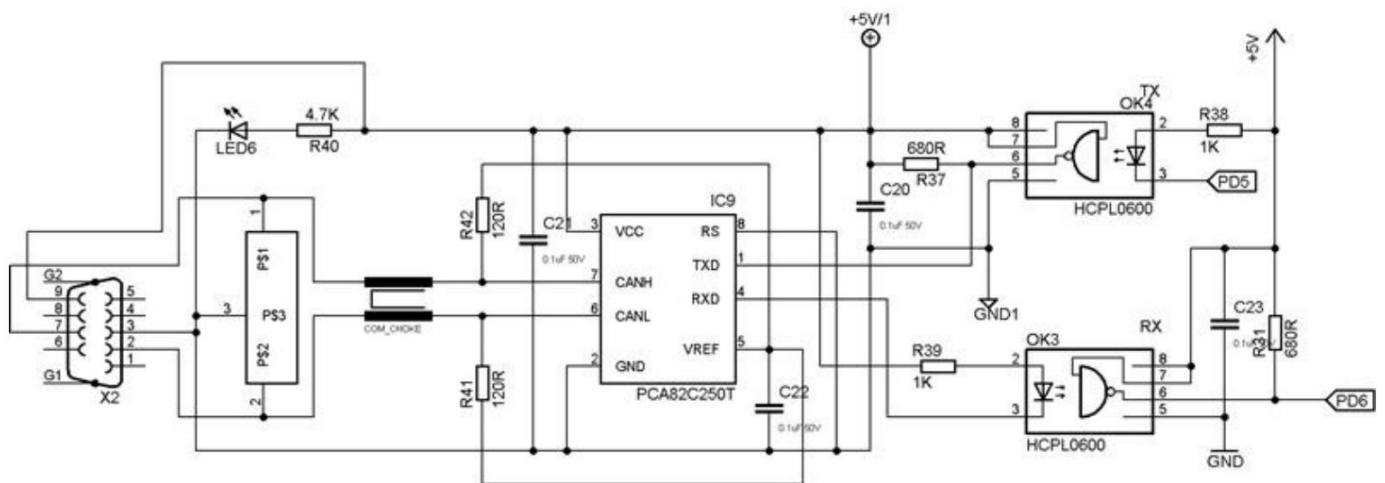 +5V/1
+5V
4.7K
LED6
R40
TX
OK4
8
7
6
5
2
3
R38
1K
PD5
HCPL0600
680R
R37
C20
0.1uF 50V
IC9
R42
120R
C21
0.1uF 50V
3
VCC
RS
8
TXD
1
7
CANH
RXD
4
6
CANL
VREF
5
2
GND
PCA82C250T
1
P$1
P$3
3
P$2
2
COM_CHOKE
G2
9
8
7
6
G1
5
4
3
2
1
X2
R41
120R
C22
0.1uF 50V
GND1
R39
1K
OK3
RX
2
3
8
7
6
5
HCPL0600
C23
R31
680R
PD6
GND